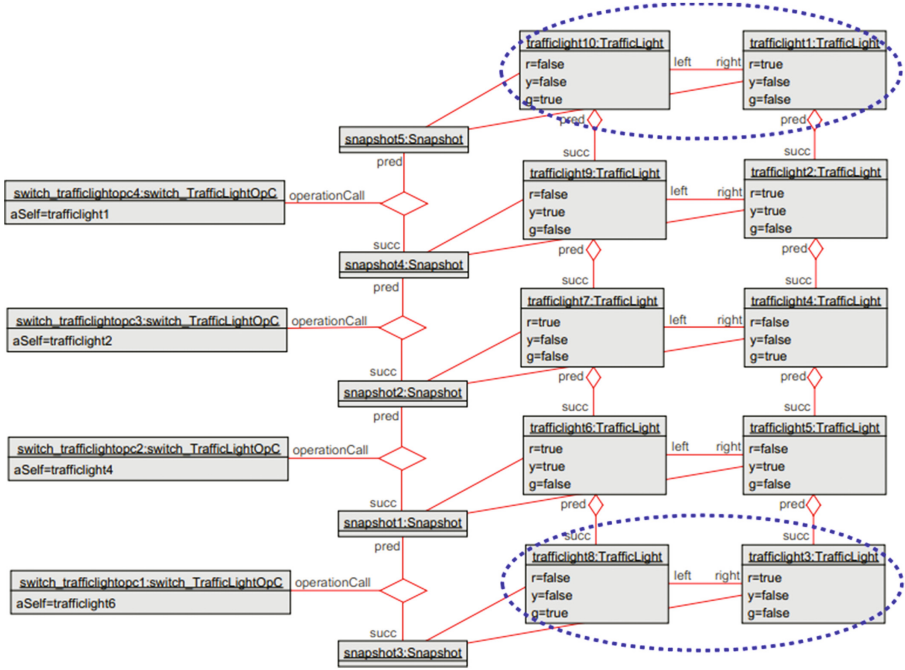 trafficlight10:TrafficLight
r=false
y=false
g=true
left
right
trafficlight1:TrafficLight
r=true
y=false
g=false
pred
pred
snapshot5:Snapshot
pred
succ
succ
switch_trafficlightopc4:switch_TrafficLightOpC
aSelf=trafficlight1
operationCall
trafficlight9:TrafficLight
r=false
y=true
g=false
left
right
trafficlight2:TrafficLight
r=true
y=true
g=false
succ
pred
pred
snapshot4:Snapshot
pred
succ
succ
switch_trafficlightopc3:switch_TrafficLightOpC
aSelf=trafficlight2
operationCall
trafficlight7:TrafficLight
r=true
y=false
g=false
left
right
trafficlight4:TrafficLight
r=false
y=false
g=true
succ
pred
pred
snapshot2:Snapshot
pred
succ
succ
switch_trafficlightopc2:switch_TrafficLightOpC
aSelf=trafficlight4
operationCall
trafficlight6:TrafficLight
r=true
y=true
g=false
left
right
trafficlight5:TrafficLight
r=false
y=true
g=false
succ
pred
pred
snapshot1:Snapshot
pred
succ
succ
switch_trafficlightopc1:switch_TrafficLightOpC
aSelf=trafficlight6
operationCall
trafficlight8:TrafficLight
r=false
y=false
g=true
left
right
trafficlight3:TrafficLight
r=true
y=false
g=false
succ
snapshot3:Snapshot